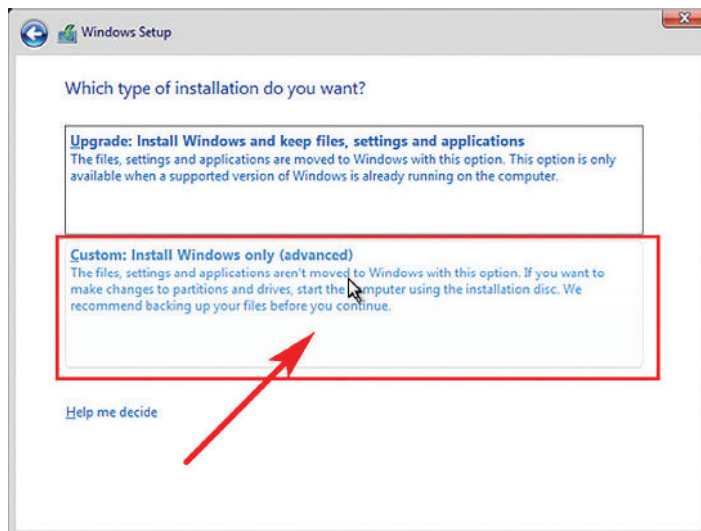 Windows Setup
Which type of installation do you want?
Upgrade: Install Windows and keep files, settings and applications
The files, settings and applications are moved to Windows with this option. This option is only
available when a supported version of Windows is already running on the computer.
Custom: Install Windows only (advanced)
The files, settings and applications aren't moved to Windows with this option. If you want to
make changes to partitions and drives, start the computer using the installation disc. We
recommend backing up your files before you continue.
Help me decide